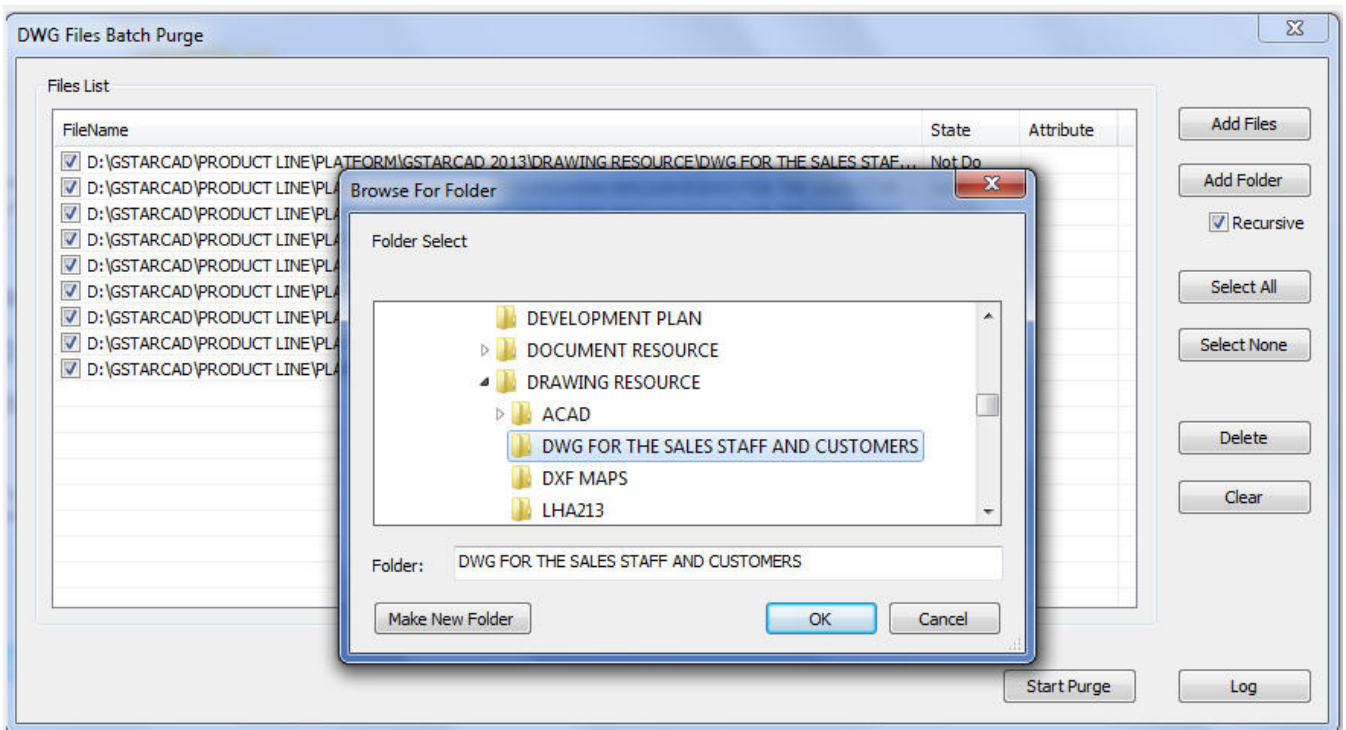 DWG Files Batch Purge
Files List
FileName State Attribute
D:\GSTARCAD\PRODUCT LINE\PLATFORM\GSTARCAD 2013\DRAWING RESOURCE\DWG FOR THE SALES STAF... Not Do
D:\GSTARCAD\PRODUCT LINE\PLA
D:\GSTARCAD\PRODUCT LINE\PLA
D:\GSTARCAD\PRODUCT LINE\PLA
D:\GSTARCAD\PRODUCT LINE\PLA
D:\GSTARCAD\PRODUCT LINE\PLA
D:\GSTARCAD\PRODUCT LINE\PLA
D:\GSTARCAD\PRODUCT LINE\PLA
D:\GSTARCAD\PRODUCT LINE\PLA
Browse For Folder
Folder Select
DEVELOPMENT PLAN
DOCUMENT RESOURCE
DRAWING RESOURCE
ACAD
DWG FOR THE SALES STAFF AND CUSTOMERS
DXF MAPS
LHA213
Folder: DWG FOR THE SALES STAFF AND CUSTOMERS
Make New Folder OK Cancel
Add Files
Add Folder
Recursive
Select All
Select None
Delete
Clear
Start Purge Log